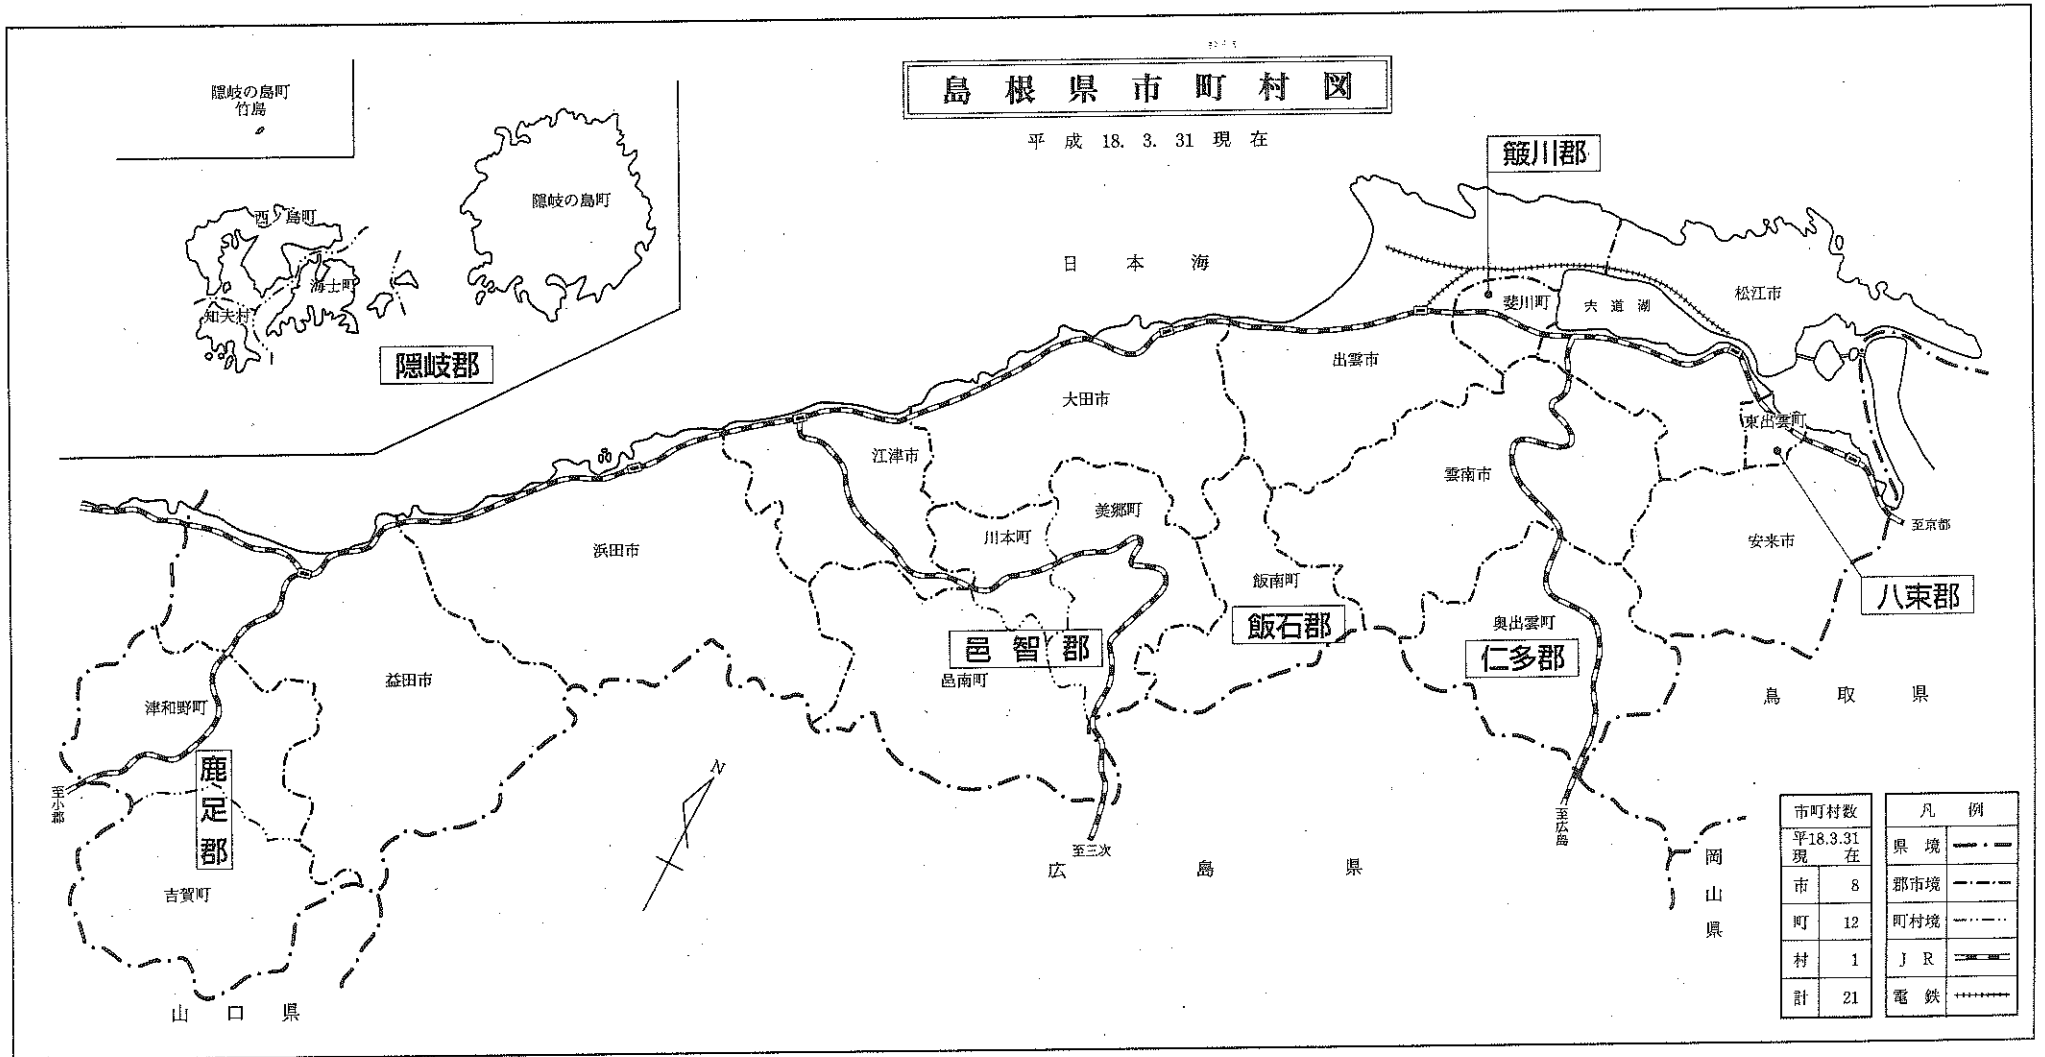 島根県市町村図
平成 18. 3. 31 現在
隠岐の島町
竹島
隠岐の島町
西ノ島町
海士町
知夫村
隠岐郡
日本海
簸川郡
斐川町
宍道湖
松江市
出雲市
大田市
東出雲町
江津市
雲南市
美郷町
至京都
川本町
安来市
浜田市
飯南町
八束郡
飯石郡
奥出雲町
邑智郡
仁多郡
益田市
邑南町
鳥取県
津和野町
鹿足郡
至小郡
N
至三次
至広島
広島県
岡山県
吉賀町
山口県
市町村数
平18.3.31
現在
市 8
町 12
村 1
計 21
凡例
県境
郡市境
町村境
JR
電鉄